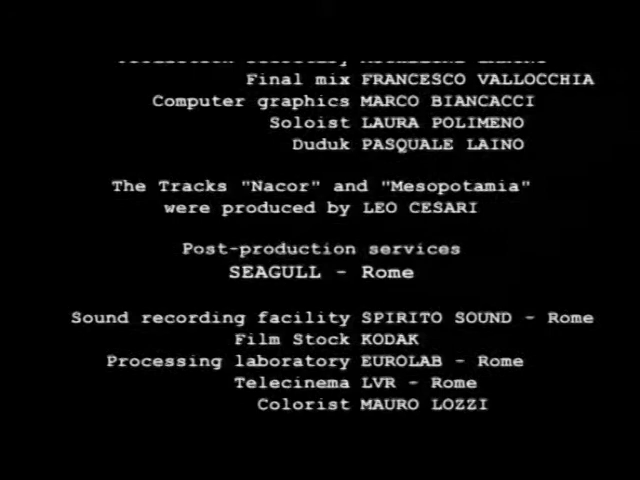 Final mix FRANCESCO VALLOCCHIA
Computer graphics MARCO BIANCACCI
Soloist LAURA POLIMENO
Duduk PASQUALE LAINO
The Tracks "Nacor" and "Mesopotamia"
were produced by LEO CESARI
Post-production services
SEAGULL - Rome
Sound recording facility SPIRITO SOUND - Rome
Film Stock KODAK
Processing laboratory EUROLAB - Rome
Telecinema LVR - Rome
Colorist MAURO LOZZI